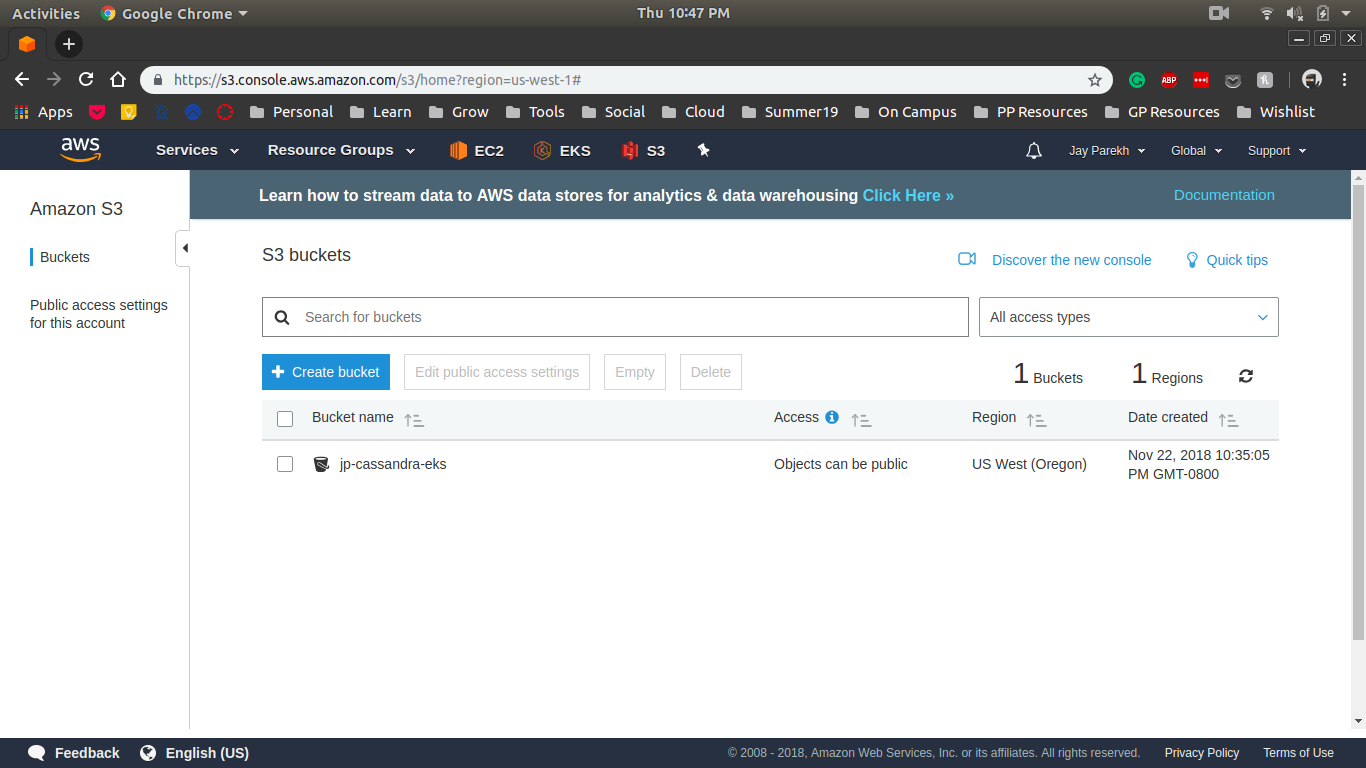 Activities Google Chrome Thu 10:47 PM
https://s3.console.aws.amazon.com/s3/home?region=us-west-1#
ABP
Apps Personal Learn Grow Tools Social Cloud Summer19 On Campus PP Resources GP Resources Wishlist
aws Services Resource Groups EC2 EKS S3 Jay Parekh Global Support
Amazon S3
Buckets
Public access settings
for this account
Learn how to stream data to AWS data stores for analytics & data warehousing Click Here » Documentation
S3 buckets Discover the new console Quick tips
Search for buckets All access types
Create bucket Edit public access settings Empty Delete 1 Buckets 1 Regions
Bucket name Access Region Date created
jp-cassandra-eks Objects can be public US West (Oregon) Nov 22, 2018 10:35:05
PM GMT-0800
Feedback English (US) © 2008 - 2018, Amazon Web Services, Inc. or its affiliates. All rights reserved. Privacy Policy Terms of Use